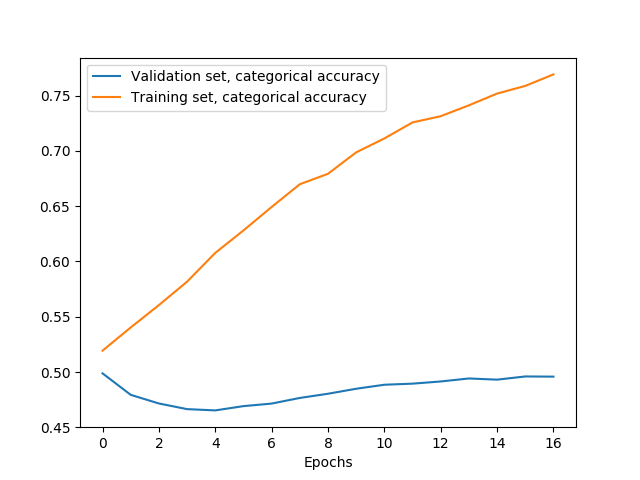 Validation set, categorical accuracy
Training set, categorical accuracy
0.75
0.70
0.65
0.60
0.55
0.50
0.45
0 2 4 6 8 10 12 14 16
Epochs